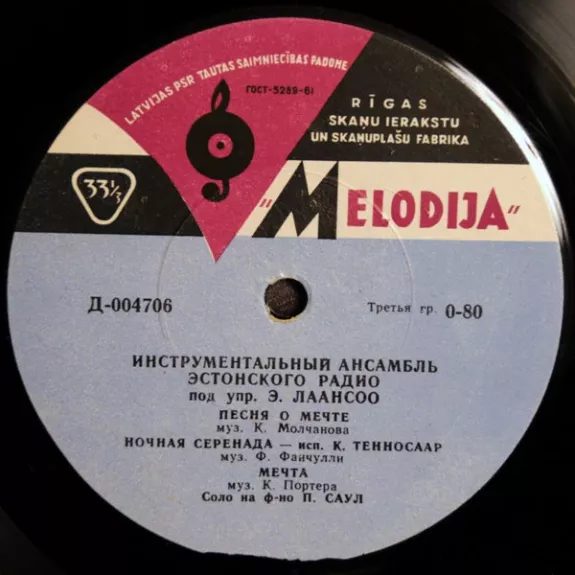 LATVIJAS PSR TAUTAS SAIMNIECĪBAS PADOME
ГОСТ-5289-61
RĪGAS
SKAŅU IERAKSTU
UN SKAŅUPLAŠU FABRIKA
33⅓
"MELODIJA"
Д-004706
Третья гр. 0-80
ИНСТРУМЕНТАЛЬНЫЙ АНСАМБЛЬ
ЭСТОНСКОГО РАДИО
под упр. Э. ЛААНСОО
ПЕСНЯ О МЕЧТЕ
муз. К. Молчанова
НОЧНАЯ СЕРЕНАДА — исп. К. ТЕННОСААР
муз. Ф. Фанчулли
МЕЧТА
муз. К. Портера
Соло на ф-но П. САУЛ